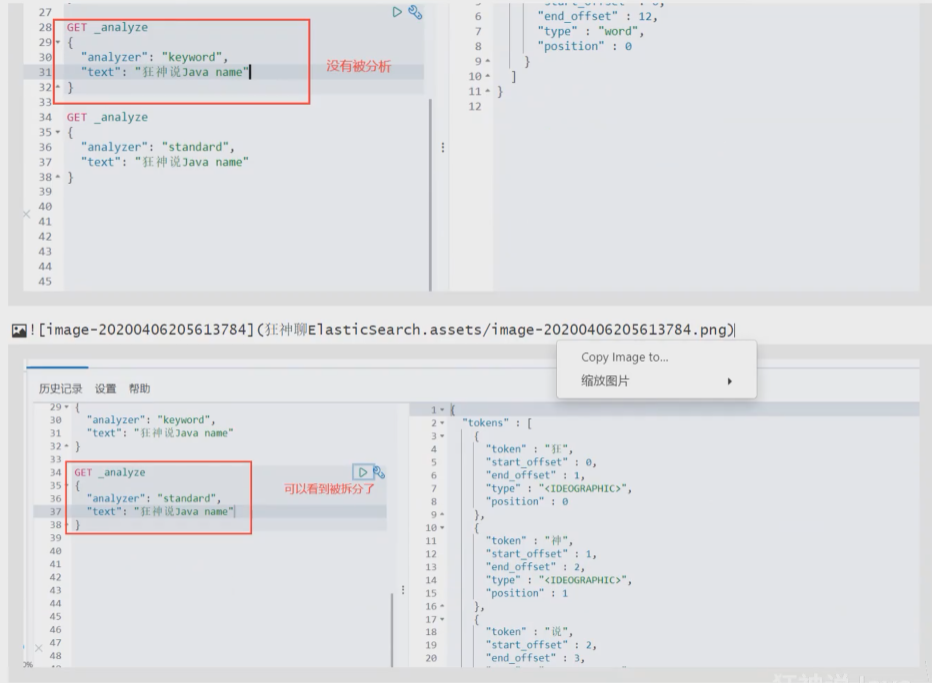 27
28 GET _analyze
29 {
30 "analyzer": "keyword",
31 "text": "狂神说Java name"
32 }
33
34 GET _analyze
35 {
36 "analyzer": "standard",
37 "text": "狂神说Java name"
38 }
39
40
41
42
43
44
45
没有被分析
6 "end_offset" : 12,
7 "type" : "word",
8 "position" : 0
9 }
10 ]
11 }
12
![image-20200406205613784](狂神聊ElasticSearch.assets/image-20200406205613784.png)
Copy Image to...
缩放图片
历史记录 设置 帮助
29 {
30 "analyzer": "keyword",
31 "text": "狂神说Java name"
32 }
33
34 GET _analyze
35 {
36 "analyzer": "standard",
37 "text": "狂神说Java name"
38 }
39
40
41
42
43
44
45
46
47
48
可以看到被拆分了
1 {
2 "tokens" : [
3 {
4 "token" : "狂",
5 "start_offset" : 0,
6 "end_offset" : 1,
7 "type" : "<IDEOGRAPHIC>",
8 "position" : 0
9 },
10 {
11 "token" : "神",
12 "start_offset" : 1,
13 "end_offset" : 2,
14 "type" : "<IDEOGRAPHIC>",
15 "position" : 1
16 },
17 {
18 "token" : "说",
19 "start_offset" : 2,
20 "end_offset" : 3,